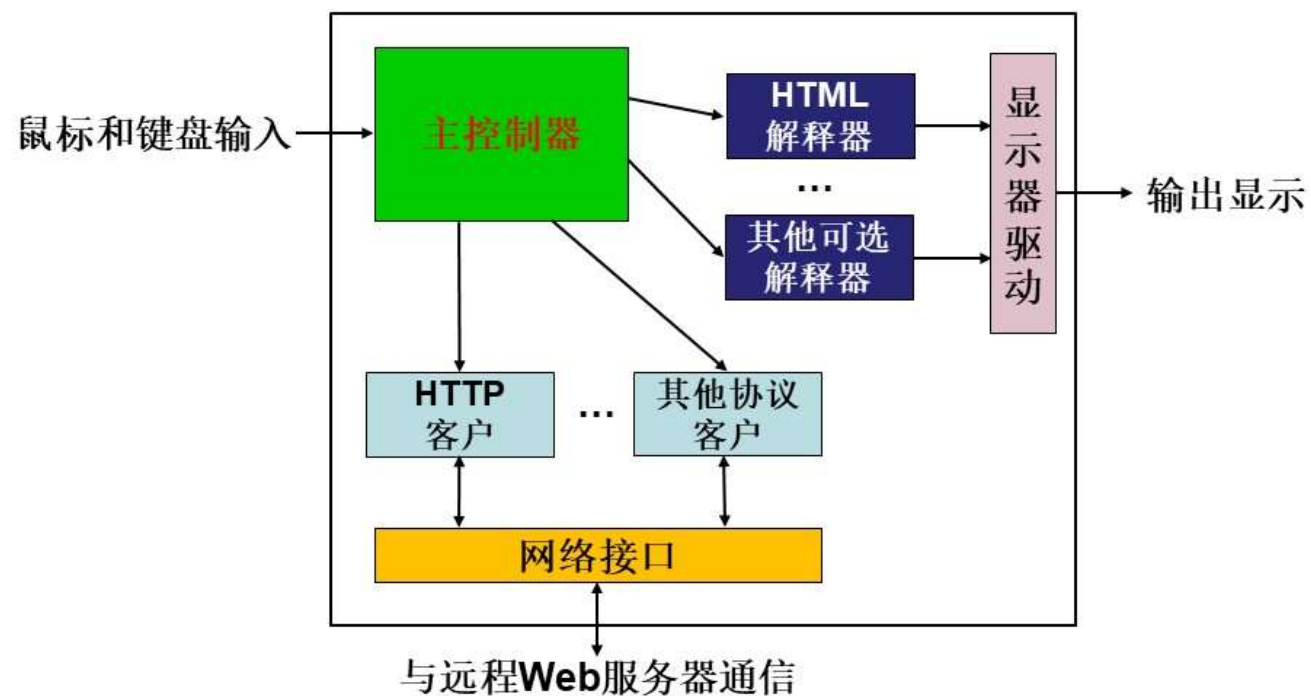 鼠标和键盘输入
主控制器
HTML
解释器
...
其他可选
解释器
显
示
器
驱
动
输出显示
HTTP
客户
...
其他协议
客户
网络接口
与远程Web服务器通信